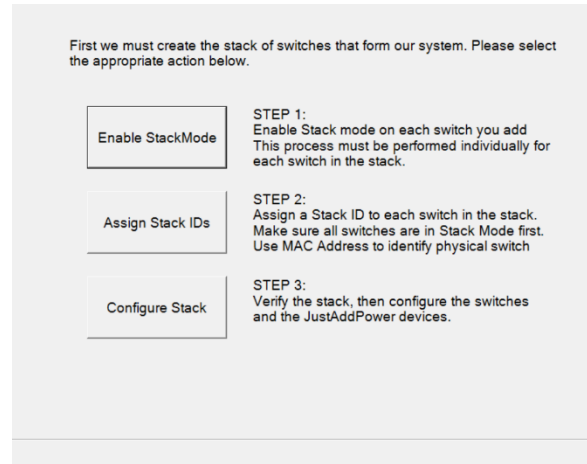 First we must create the stack of switches that form our system. Please select
the appropriate action below.
Enable StackMode
STEP 1:
Enable Stack mode on each switch you add
This process must be performed individually for
each switch in the stack.
Assign Stack IDs
STEP 2:
Assign a Stack ID to each switch in the stack.
Make sure all switches are in Stack Mode first.
Use MAC Address to identify physical switch
Configure Stack
STEP 3:
Verify the stack, then configure the switches
and the JustAddPower devices.